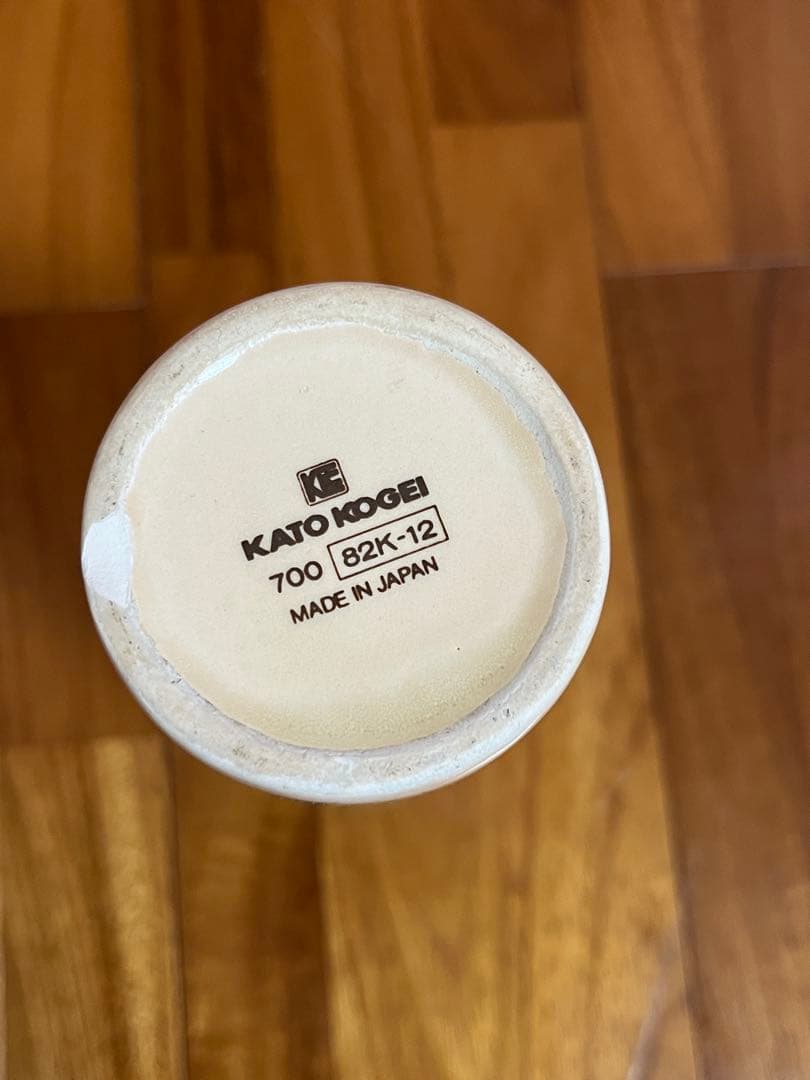 KE
KATO KOGEI
700 82K-12
MADE IN JAPAN